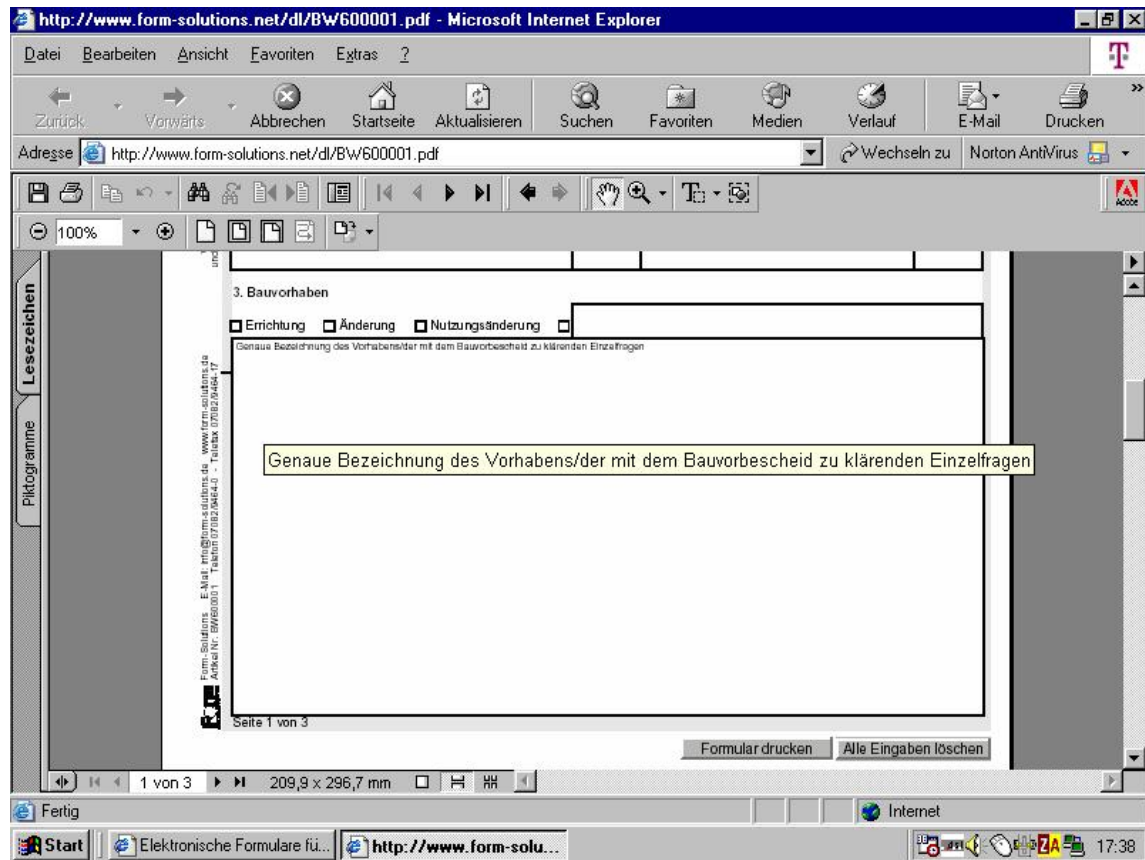 http://www.form-solutions.net/dl/BW600001.pdf - Microsoft Internet Explorer
Datei Bearbeiten Ansicht Favoriten Extras ?
Zurück Vorwärts Abbrechen Startseite Aktualisieren Suchen Favoriten Medien Verlauf E-Mail Drucken
Adresse http://www.form-solutions.net/dl/BW600001.pdf Wechseln zu Norton AntiVirus
Adobe
100%
Lesezeichen
Piktogramme
und
3. Bauvorhaben
Errichtung Änderung Nutzungsänderung
Genaue Bezeichnung des Vorhabens/der mit dem Bauvorbescheid zu klärenden Einzelfragen
Genaue Bezeichnung des Vorhabens/der mit dem Bauvorbescheid zu klärenden Einzelfragen
Form-Solutions E-Mail: info@form-solutions.de www.form-solutions.de
Artikel Nr. BW600001 Telefon 07082/9464-0 - Telefax 07082/9464-17
Seite 1 von 3
Formular drucken Alle Eingaben löschen
1 von 3 209,9 x 296,7 mm
Fertig Internet
Start Elektronische Formulare fü... http://www.form-solu... 17:38